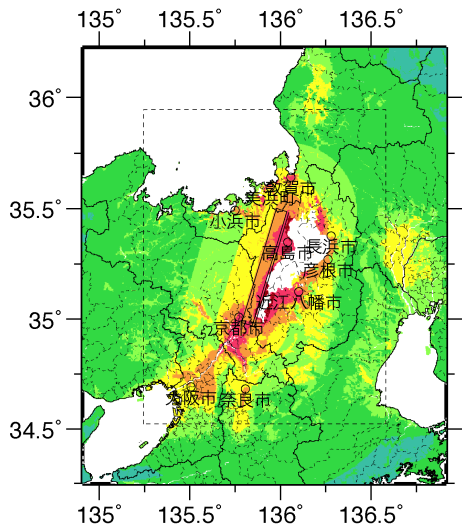 135˚ 135.5˚ 136˚ 136.5˚
36˚
35.5˚
35˚
34.5˚
敦賀市
美浜町
小浜市
高島市
長浜市
彦根市
近江八幡市
京都市
大阪市
奈良市
135˚ 135.5˚ 136˚ 136.5˚